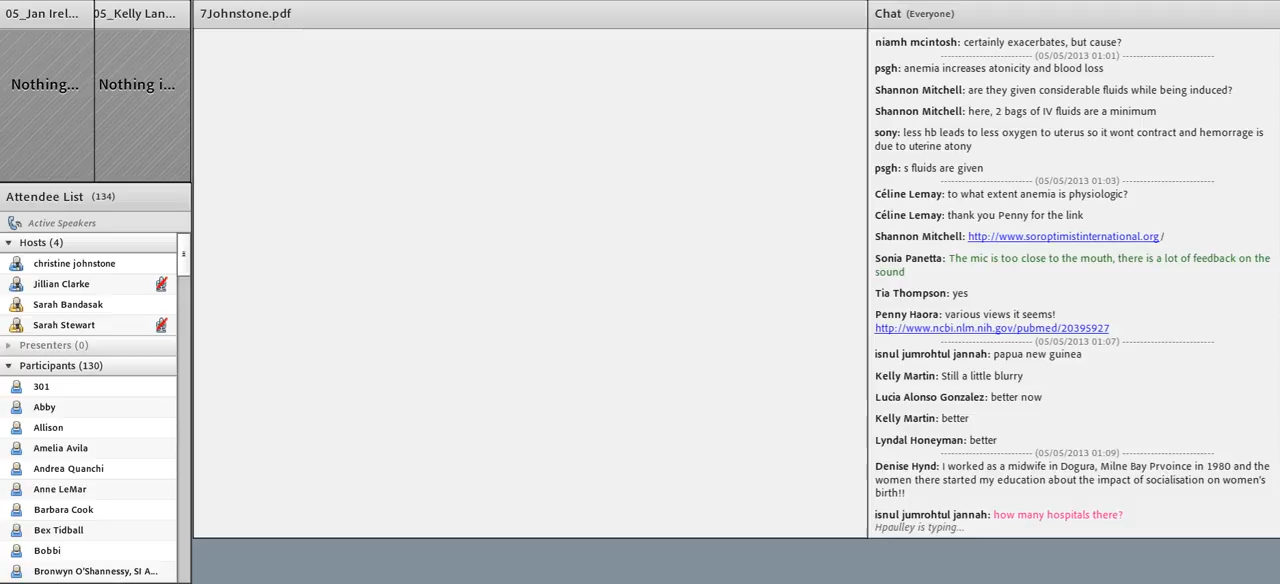 05_Jan Irel...
05_Kelly Lan...
7Johnstone.pdf
Chat (Everyone)
Nothing...
Nothing i...
Attendee List (134)
Active Speakers
Hosts (4)
christine johnstone
Jillian Clarke
Sarah Bandasak
Sarah Stewart
Presenters (0)
Participants (130)
301
Abby
Allison
Amelia Avila
Andrea Quanchi
Anne LeMar
Barbara Cook
Bex Tidball
Bobbi
Bronwyn O'Shannessy, SI A...
niamh mcintosh: certainly exacerbates, but cause?
(05/05/2013 01:01)
psgh: anemia increases atonicity and blood loss
Shannon Mitchell: are they given considerable fluids while being induced?
Shannon Mitchell: here, 2 bags of IV fluids are a minimum
sony: less hb leads to less oxygen to uterus so it wont contract and hemorrage is
due to uterine atony
psgh: s fluids are given
(05/05/2013 01:03)
Céline Lemay: to what extent anemia is physiologic?
Céline Lemay: thank you Penny for the link
Shannon Mitchell: http://www.soroptimistinternational.org/
Sonia Panetta: The mic is too close to the mouth, there is a lot of feedback on the
sound
Tia Thompson: yes
Penny Haora: various views it seems!
http://www.ncbi.nlm.nih.gov/pubmed/20395927
(05/05/2013 01:07)
isnul jumrohtul jannah: papua new guinea
Kelly Martin: Still a little blurry
Lucia Alonso Gonzalez: better now
Kelly Martin: better
Lyndal Honeyman: better
(05/05/2013 01:09)
Denise Hynd: I worked as a midwife in Dogura, Milne Bay Prvoince in 1980 and the
women there started my education about the impact of socialisation on women's
birth!!
isnul jumrohtul jannah: how many hospitals there?
Hpaulley is typing...